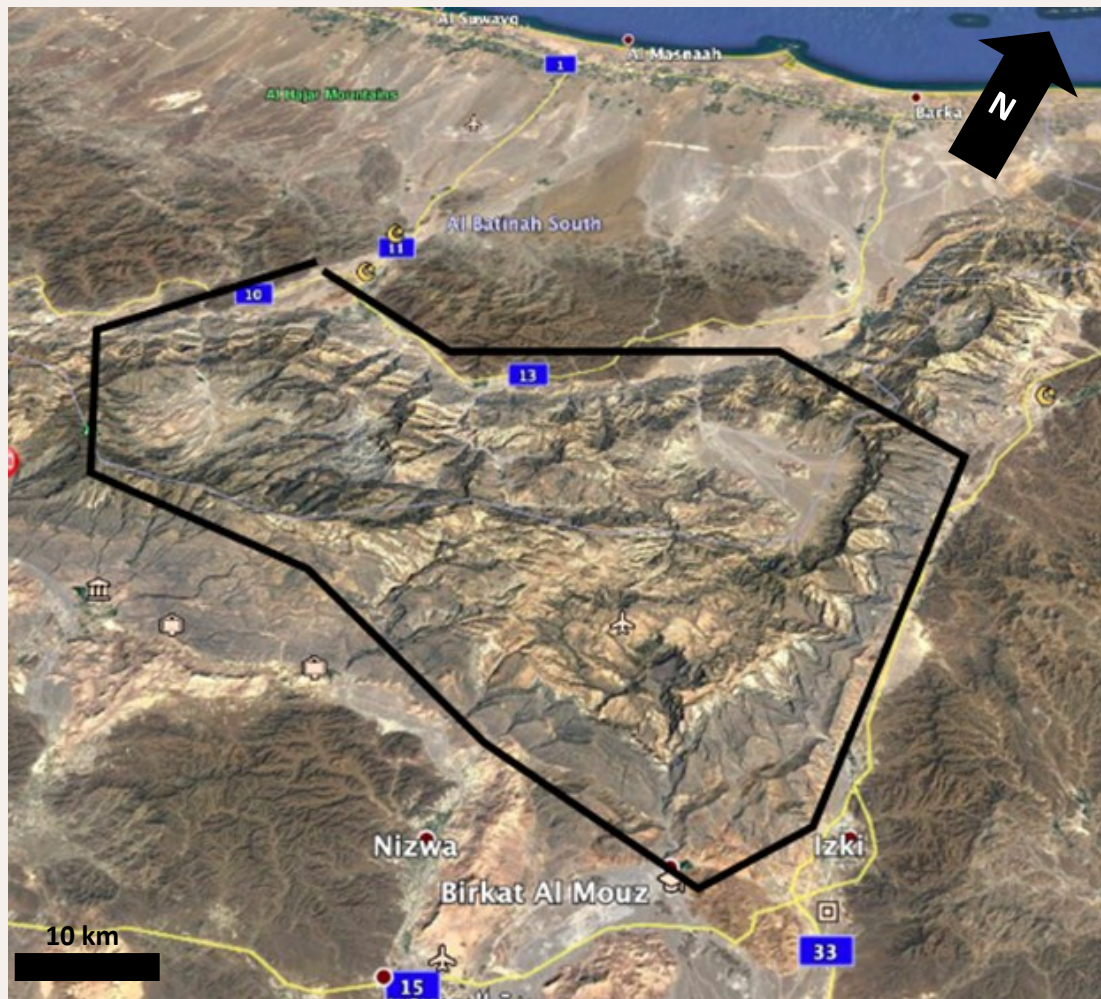 Al Suwayq
Al Masnaah
1
Al Hajar Mountains
Barka
N
Al Batinah South
11
10
13
Nizwa
Izki
Birkat Al Mouz
10 km
33
15